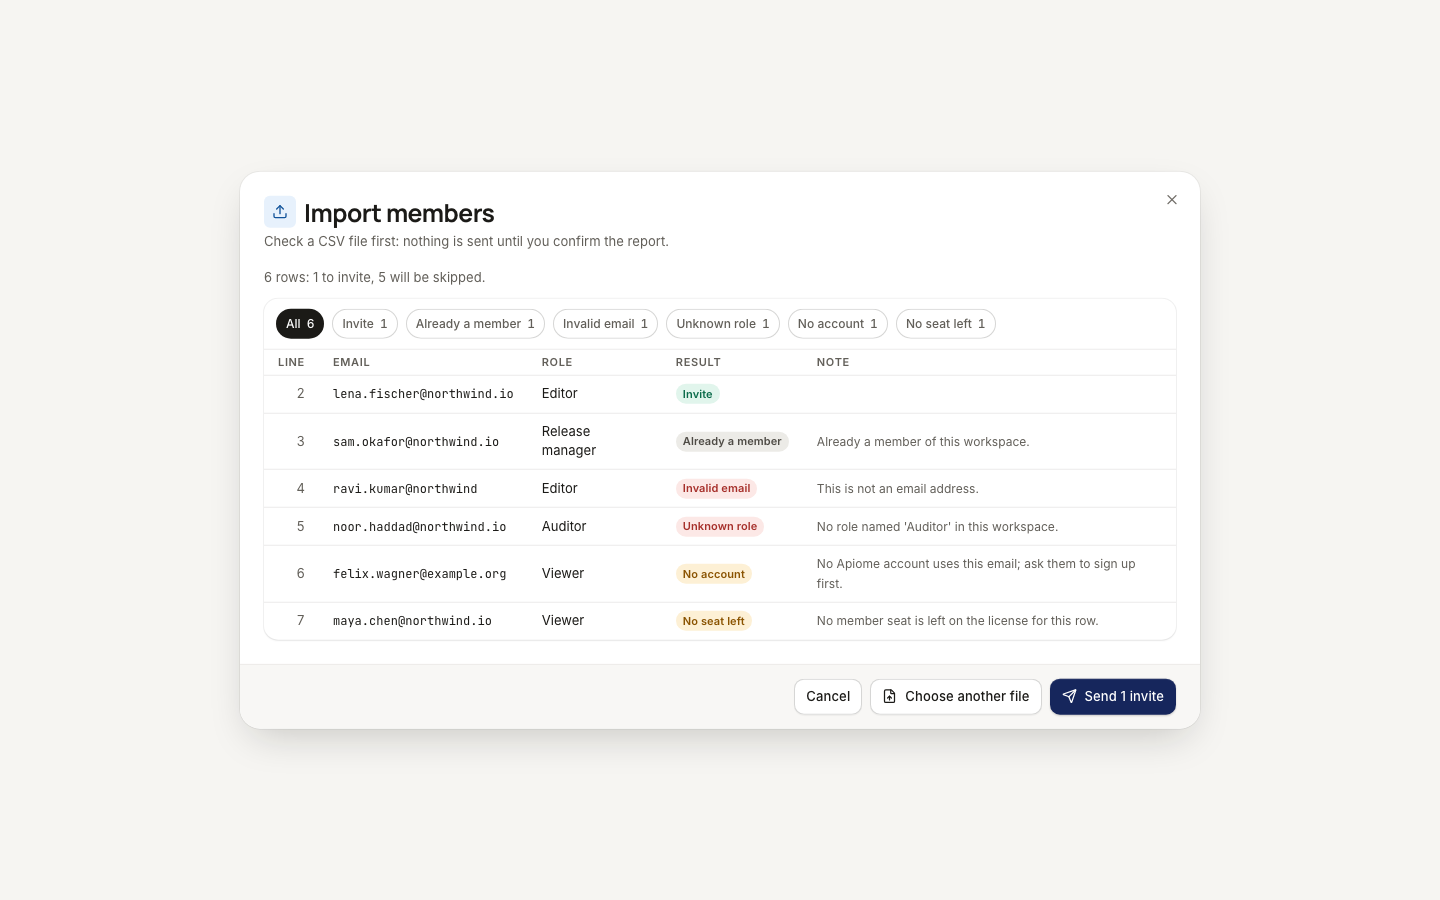 Import members
Check a CSV file first: nothing is sent until you confirm the report.
6 rows: 1 to invite, 5 will be skipped.
All 6 Invite 1 Already a member 1 Invalid email 1 Unknown role 1 No account 1 No seat left 1
LINE EMAIL ROLE RESULT NOTE
2 lena.fischer@northwind.io Editor Invite
3 sam.okafor@northwind.io Release manager Already a member Already a member of this workspace.
4 ravi.kumar@northwind Editor Invalid email This is not an email address.
5 noor.haddad@northwind.io Auditor Unknown role No role named 'Auditor' in this workspace.
6 felix.wagner@example.org Viewer No account No Apiome account uses this email; ask them to sign up first.
7 maya.chen@northwind.io Viewer No seat left No member seat is left on the license for this row.
Cancel Choose another file Send 1 invite